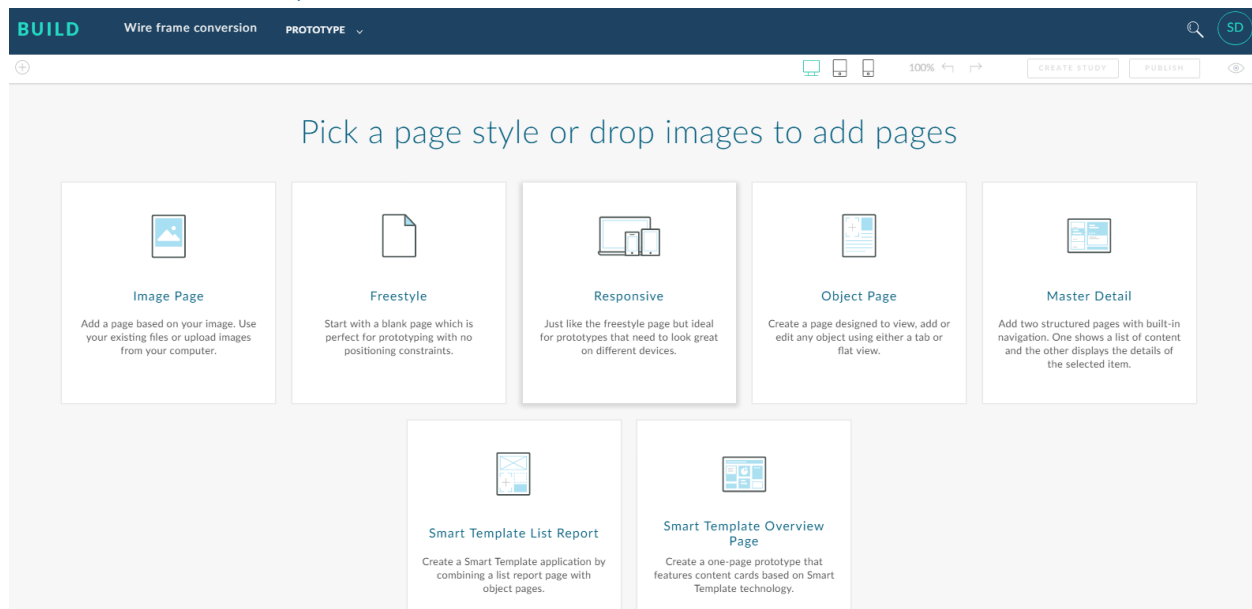 BUILD Wire frame conversion PROTOTYPE SD
100% CREATE STUDY PUBLISH
Pick a page style or drop images to add pages
Image Page
Add a page based on your image. Use
your existing files or upload images
from your computer.
Freestyle
Start with a blank page which is
perfect for prototyping with no
positioning constraints.
Responsive
Just like the freestyle page but ideal
for prototypes that need to look great
on different devices.
Object Page
Create a page designed to view, add or
edit any object using either a tab or
flat view.
Master Detail
Add two structured pages with built-in
navigation. One shows a list of content
and the other displays the details of
the selected item.
Smart Template List Report
Create a Smart Template application by
combining a list report page with
object pages.
Smart Template Overview
Page
Create a one-page prototype that
features content cards based on Smart
Template technology.